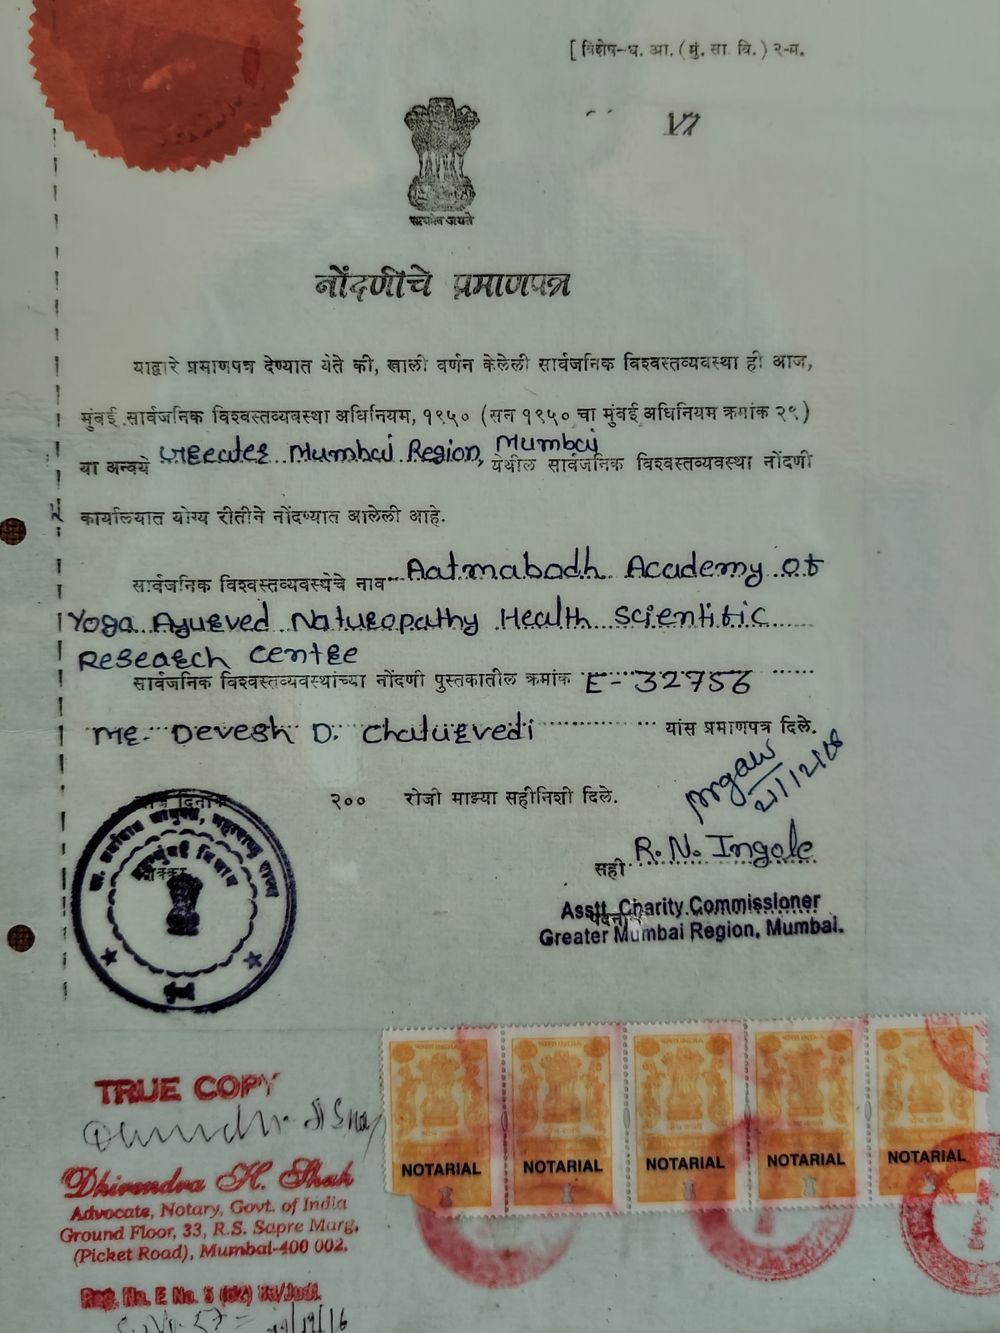 [ विशेष-ध. आ. (मुं. सा. वि.) २-म.
सत्यमेव जयते
नोंदणीचे प्रमाणपत्र
याद्वारे प्रमाणपत्र देण्यात येते की, खाली वर्णन केलेली सार्वजनिक विश्वस्तव्यवस्था ही आज,
मुंबई सार्वजनिक विश्वस्तव्यवस्था अधिनियम, १९५० (सन १९५० चा मुंबई अधिनियम क्रमांक २९)
या अन्वये Greater Mumbai Region, Mumbai येथील सार्वजनिक विश्वस्तव्यवस्था नोंदणी
कार्यालयात योग्य रीतीने नोंदण्यात आलेली आहे.
सार्वजनिक विश्वस्तव्यवस्थेचे नाव Aatmabodh Academy of
Yoga Ayurved Naturopathy Health Scientific
Research Centre
सार्वजनिक विश्वस्तव्यवस्थांच्या नोंदणी पुस्तकातील क्रमांक E-32756
Mr. Devesh D. Chaturvedi यांस प्रमाणपत्र दिले.
आज दिनांक २०० रोजी माझ्या सहीनिशी दिले.
सही R. N. Ingole
Asstt. Charity Commissioner
Greater Mumbai Region, Mumbai.
बृहन्मुंबई विभाग
मुंबई
TRUE COPY
Dhirendra H. Shah
Advocate, Notary, Govt. of India
Ground Floor, 33, R.S. Sapre Marg,
(Picket Road), Mumbai-400 002.
NOTARIAL NOTARIAL NOTARIAL NOTARIAL NOTARIAL